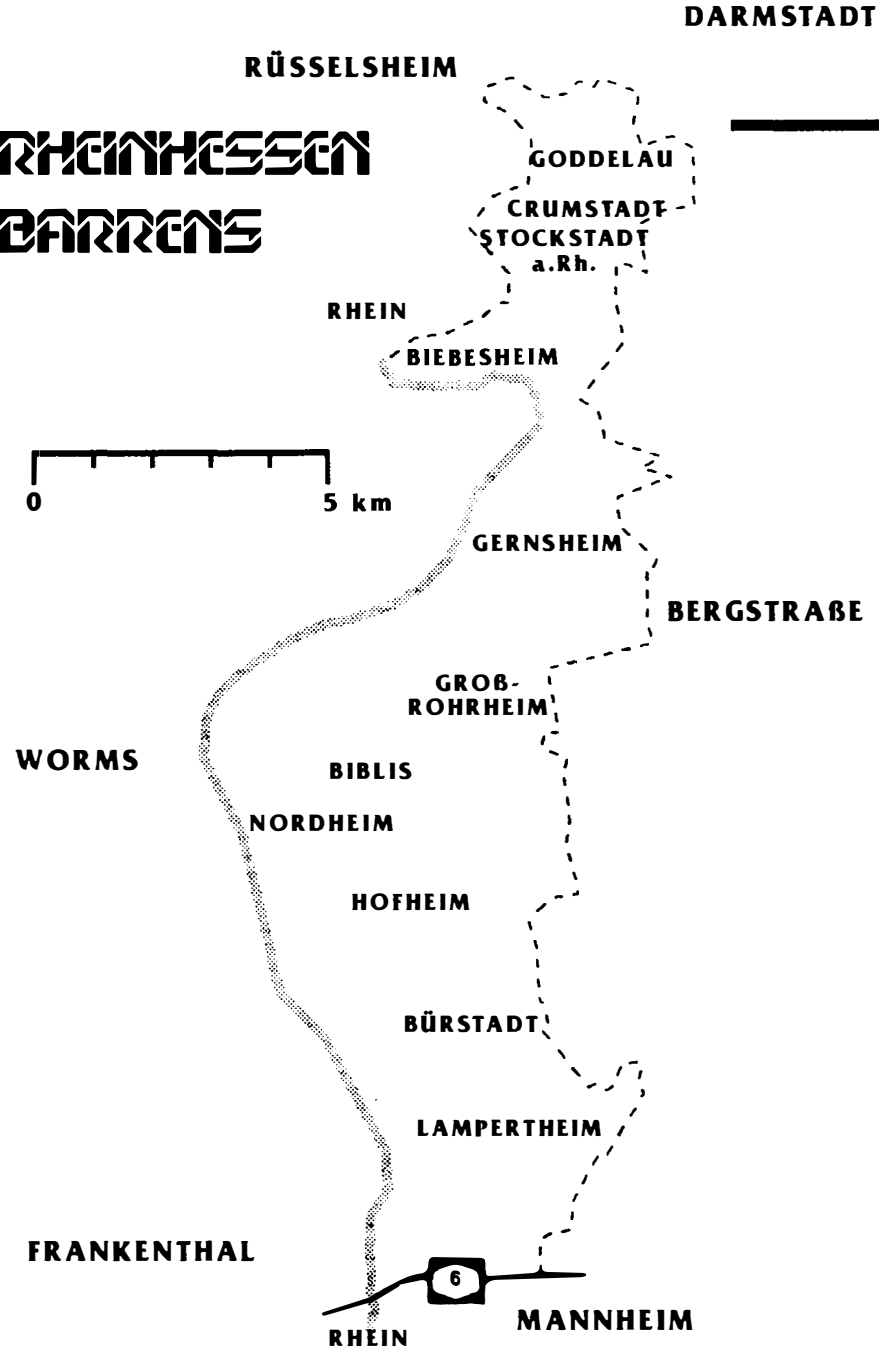 DARMSTADT
RÜSSELSHEIM
RHEINHESSEN
BARRENS
GODDELAU
CRUMSTADT
STOCKSTADT
a.Rh.
RHEIN
BIEBESHEIM
0 5 km
GERNSHEIM
BERGSTRAßE
GROß-
ROHRHEIM
WORMS
BIBLIS
NORDHEIM
HOFHEIM
BÜRSTADT
LAMPERTHEIM
FRANKENTHAL
6
MANNHEIM
RHEIN